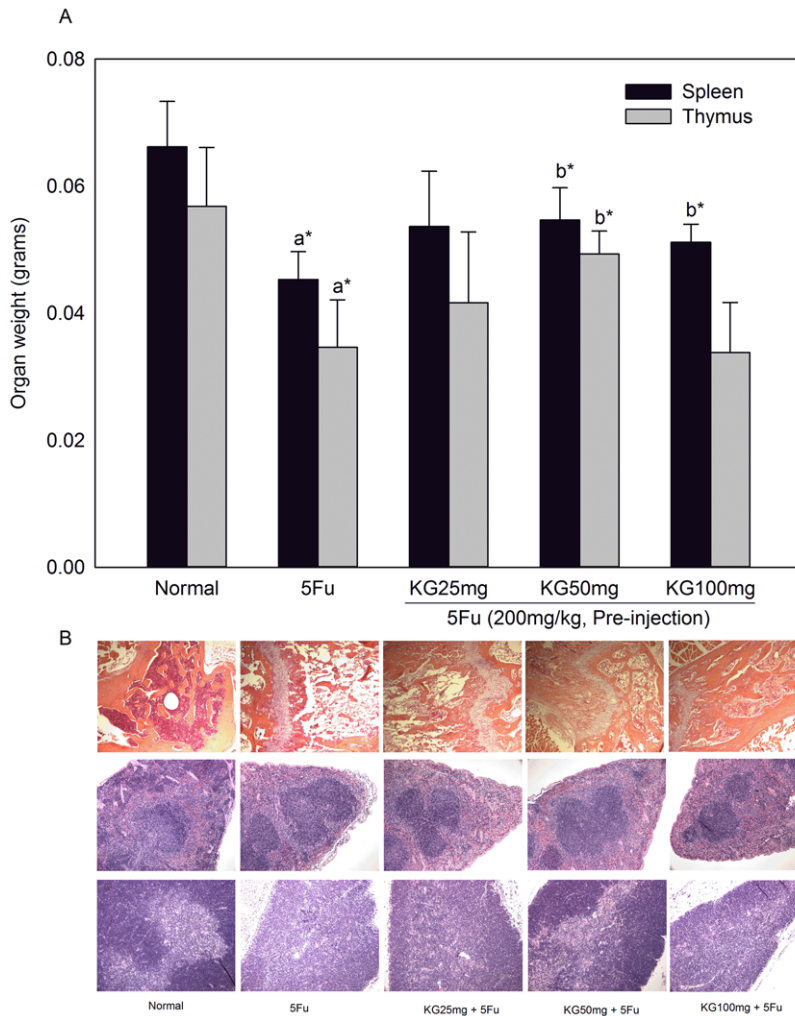 A
0.08
0.06
0.04
0.02
0.00
Organ weight (grams)
Spleen
Thymus
a*
a*
b*
b*
b*
Normal
5Fu
KG25mg
KG50mg
KG100mg
5Fu (200mg/kg, Pre-injection)
B
Normal
5Fu
KG25mg + 5Fu
KG50mg + 5Fu
KG100mg + 5Fu